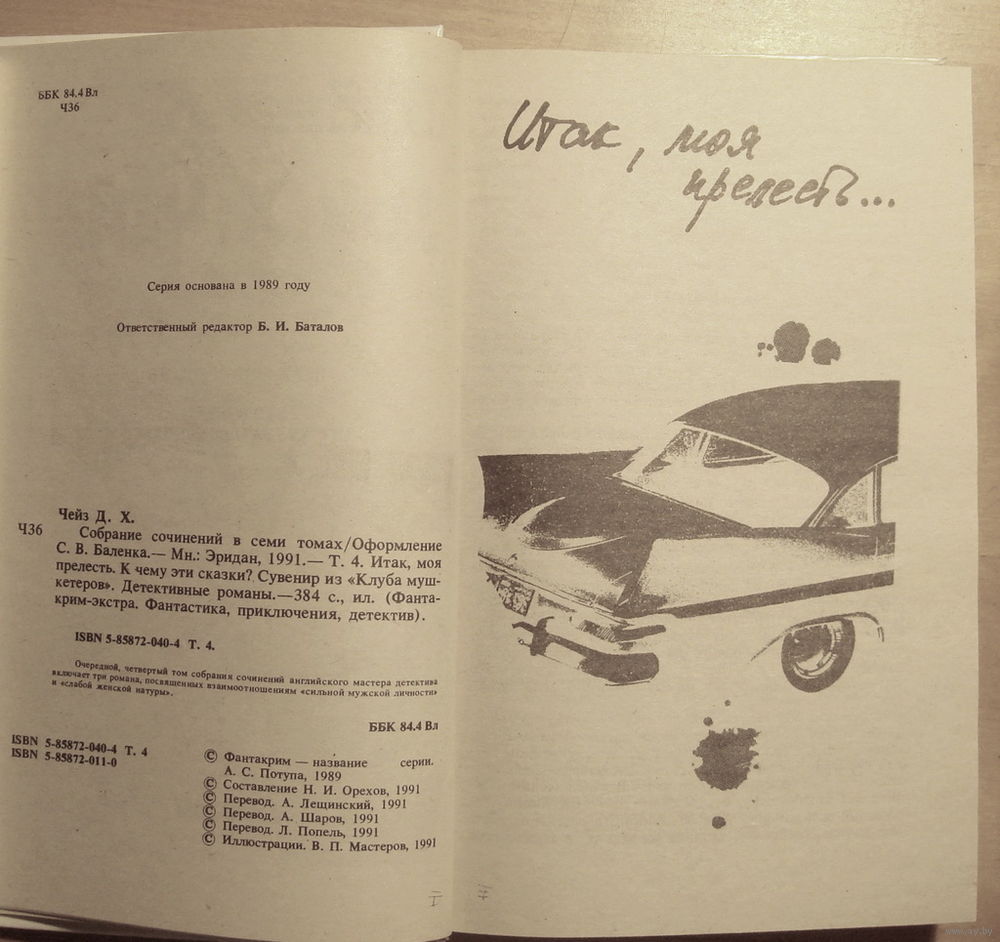 ББК 84.4 Вл
Ч36
Серия основана в 1989 году
Ответственный редактор Б. И. Баталов
Чейз Д. Х.
Ч36 Собрание сочинений в семи томах/Оформление
С. В. Баленка.— Мн.: Эридан, 1991.— Т. 4. Итак, моя
прелесть. К чему эти сказки? Сувенир из «Клуба муш-
кетеров». Детективные романы.—384 с., ил. (Фанта-
крим-экстра. Фантастика, приключения, детектив).
ISBN 5-85872-040-4 Т. 4.
Очередной, четвертый том собрания сочинений английского мастера детектива
включает три романа, посвященных взаимоотношениям «сильной мужской личности»
и «слабой женской натуры».
ББК 84.4 Вл
ISBN 5-85872-040-4 Т. 4
ISBN 5-85872-011-0
© Фантакрим — название серии.
А. С. Потупа, 1989
© Составление Н. И. Орехов, 1991
© Перевод. А. Лещинский, 1991
© Перевод. А. Шаров, 1991
© Перевод. Л. Попель, 1991
© Иллюстрации. В. П. Мастеров, 1991
Итак, моя
прелесть...
www.ay.by